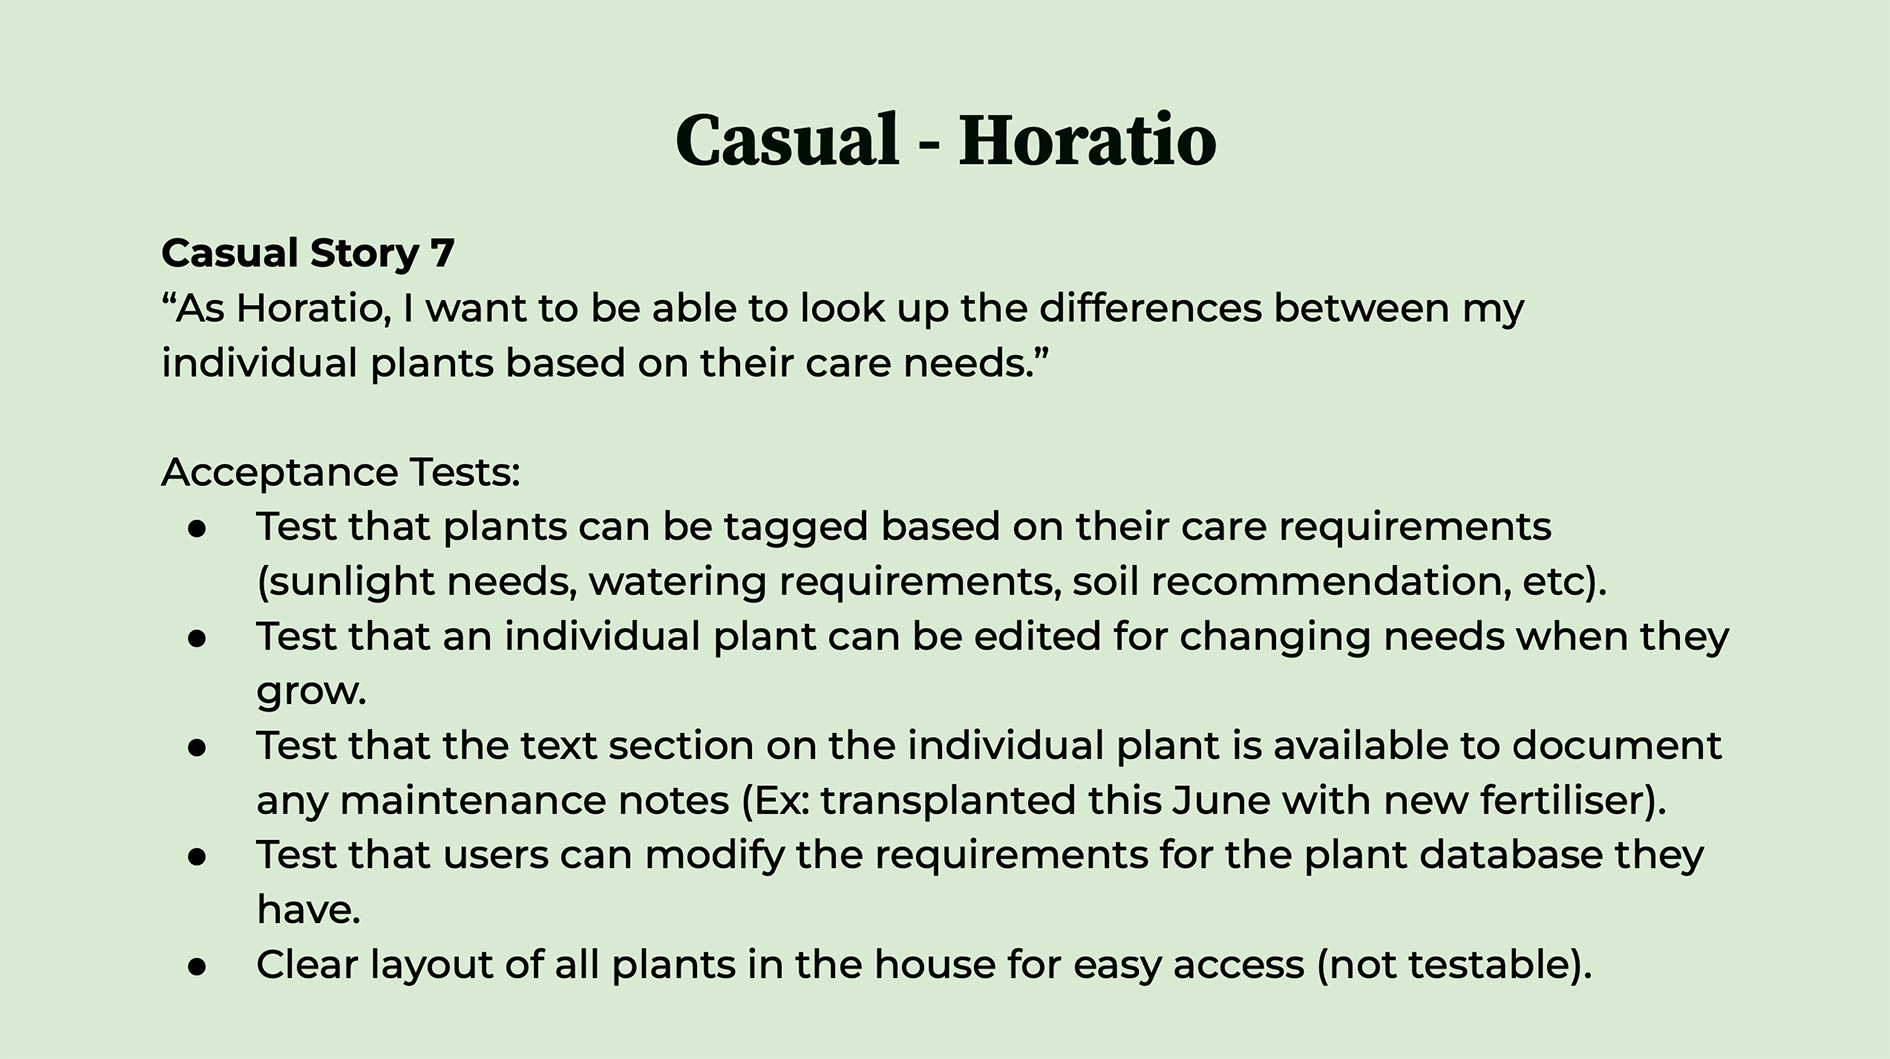 Casual - Horatio
Casual Story 7
“As Horatio, I want to be able to look up the differences between my
individual plants based on their care needs.”
Acceptance Tests:
● Test that plants can be tagged based on their care requirements
(sunlight needs, watering requirements, soil recommendation, etc).
● Test that an individual plant can be edited for changing needs when they
grow.
● Test that the text section on the individual plant is available to document
any maintenance notes (Ex: transplanted this June with new fertiliser).
● Test that users can modify the requirements for the plant database they
have.
● Clear layout of all plants in the house for easy access (not testable).